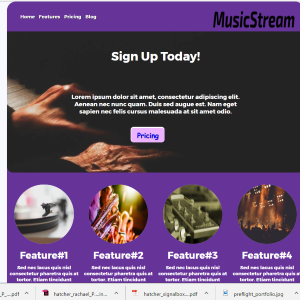 Home Features Pricing Blog
MusicStream
Sign Up Today!
Lorem ipsum dolor sit amet, consectetur adipiscing elit.
Aenean nec nunc quam. Duis sed augue est. Nam eget
sapien nec felis cursus malesuada at sit amet odio.
Pricing
Feature#1 Feature#2 Feature#3 Feature#4
Sed nec lacus quis nisl Sed nec lacus quis nisl Sed nec lacus quis nisl Sed nec lacus quis nisl
consectetur pharetra quis at consectetur pharetra quis at consectetur pharetra quis at consectetur pharetra quis at
tortor. Etiam tincidunt tortor. Etiam tincidunt tortor. Etiam tincidunt tortor. Etiam tincidunt
....pdf hatcher_rachael_P....in... hatcher_signalbox....pdf preflight_portfolio.jpg